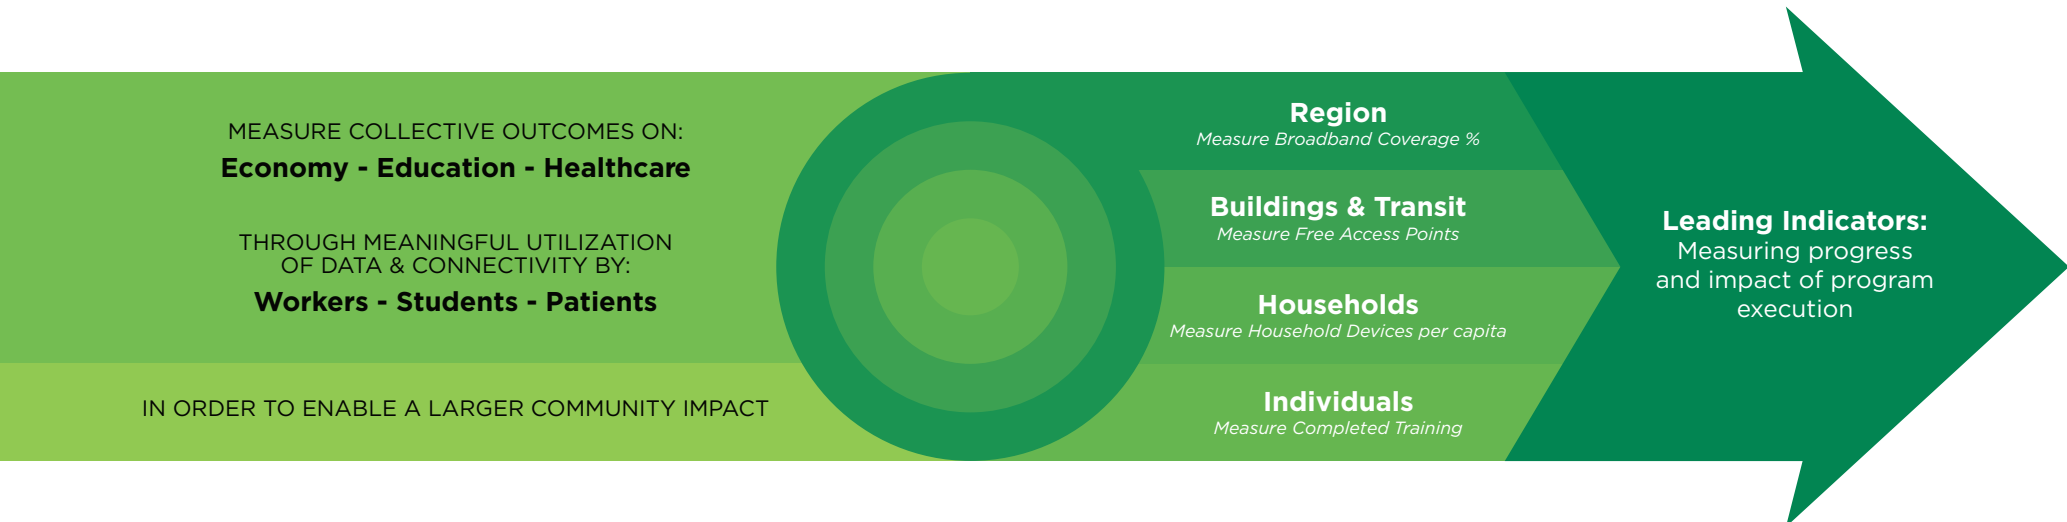 MEASURE COLLECTIVE OUTCOMES ON:
Economy - Education - Healthcare
THROUGH MEANINGFUL UTILIZATION
OF DATA & CONNECTIVITY BY:
Workers - Students - Patients
IN ORDER TO ENABLE A LARGER COMMUNITY IMPACT
Region
Measure Broadband Coverage %
Buildings & Transit
Measure Free Access Points
Households
Measure Household Devices per capita
Individuals
Measure Completed Training
Leading Indicators:
Measuring progress
and impact of program
execution